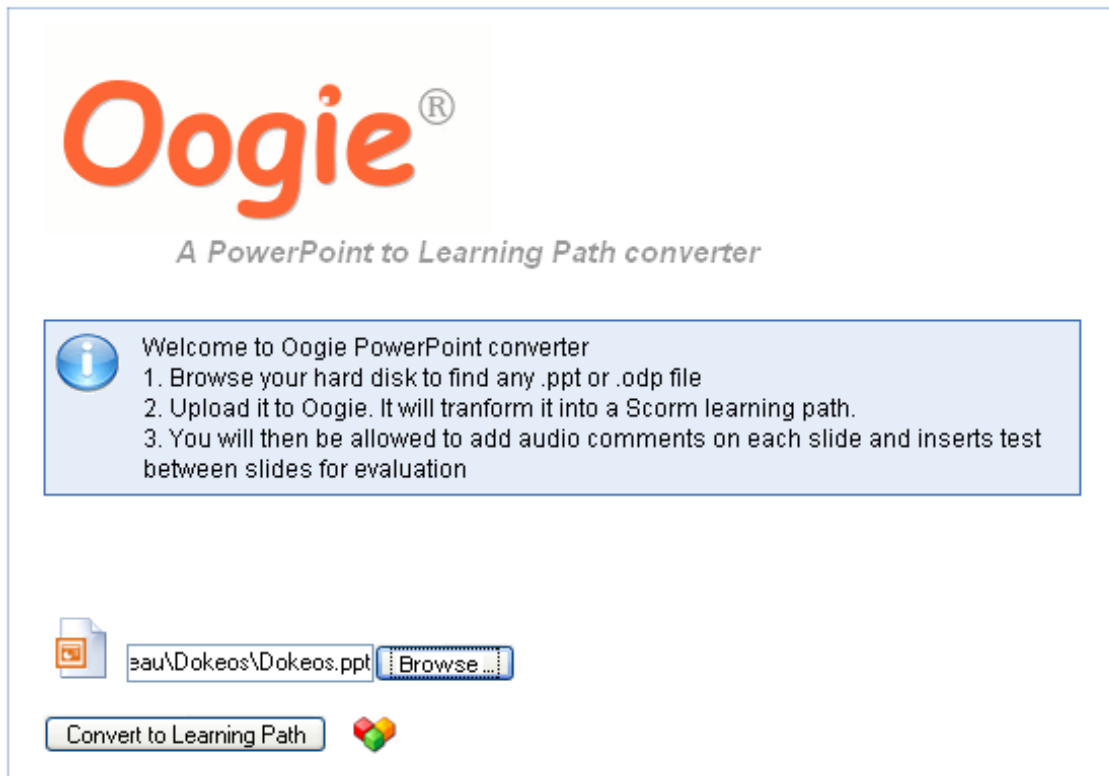 Oogie®
A PowerPoint to Learning Path converter
Welcome to Oogie PowerPoint converter
1. Browse your hard disk to find any .ppt or .odp file
2. Upload it to Oogie. It will tranform it into a Scorm learning path.
3. You will then be allowed to add audio comments on each slide and inserts test
between slides for evaluation
eau\Dokeos\Dokeos.ppt Browse...
Convert to Learning Path